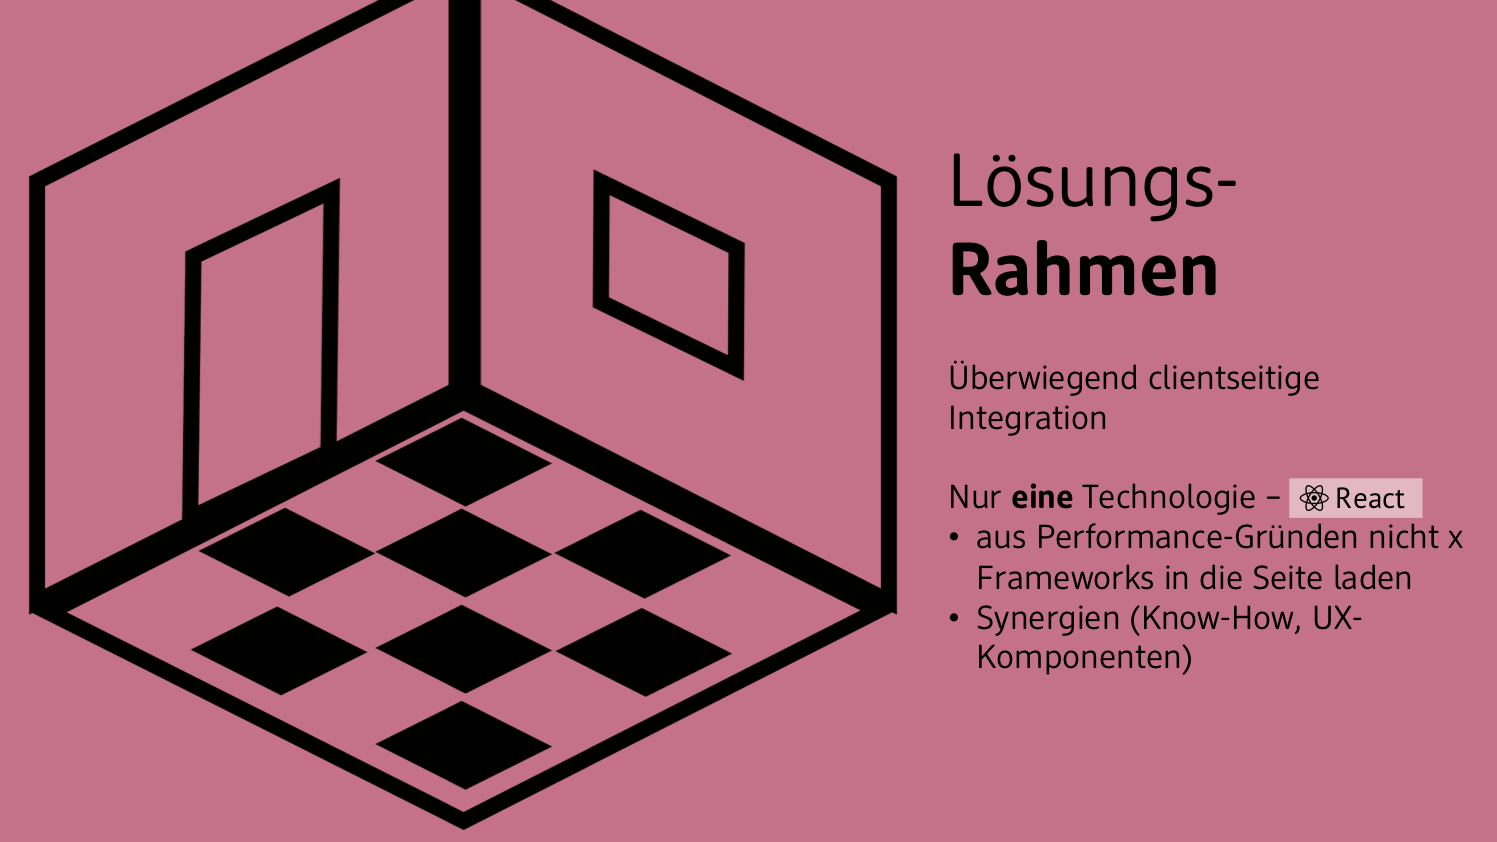 Lösungs-
Rahmen
Überwiegend clientseitige
Integration
Nur eine Technologie – React
• aus Performance-Gründen nicht x
Frameworks in die Seite laden
• Synergien (Know-How, UX-
Komponenten)